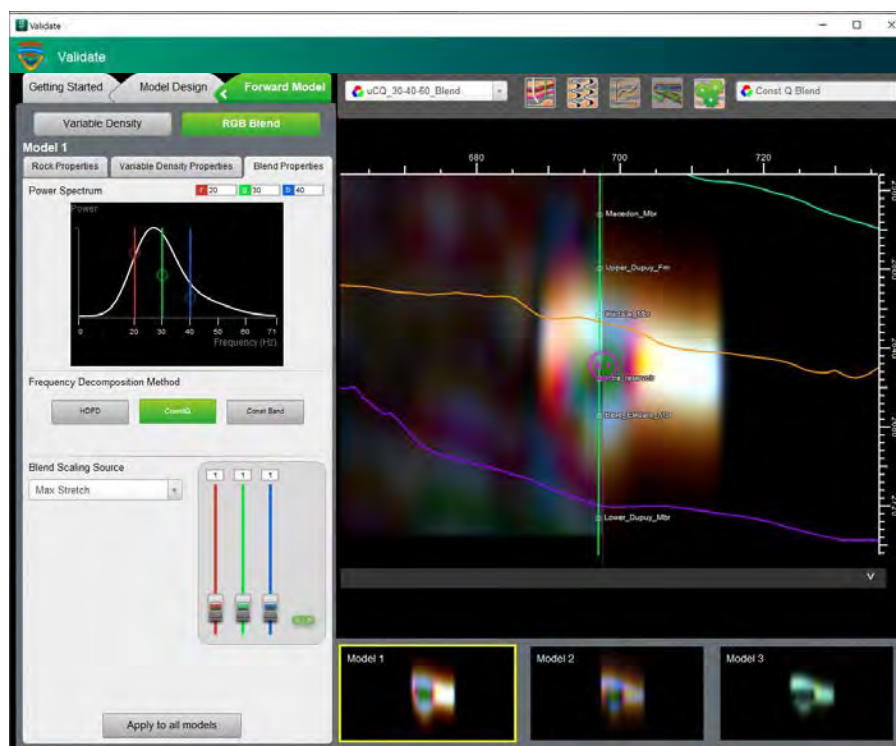 Validate
Validate
Getting Started
Model Design
Forward Model
Variable Density
RGB Blend
Model 1
Rock Properties
Variable Density Properties
Blend Properties
Power Spectrum
20
30
40
Power
0
20
30
40
50
60
71
Frequency (Hz)
Frequency Decomposition Method
HDFD
ConstQ
Const Band
Blend Scaling Source
Max Stretch
1
1
1
Apply to all models
uCQ_30-40-60_Blend
Const Q Blend
680
700
720
Macedon_Mbr
Upper_Dupuy_Fm
Lower_Dupuy_Mbr
V
Model 1
Model 2
Model 3